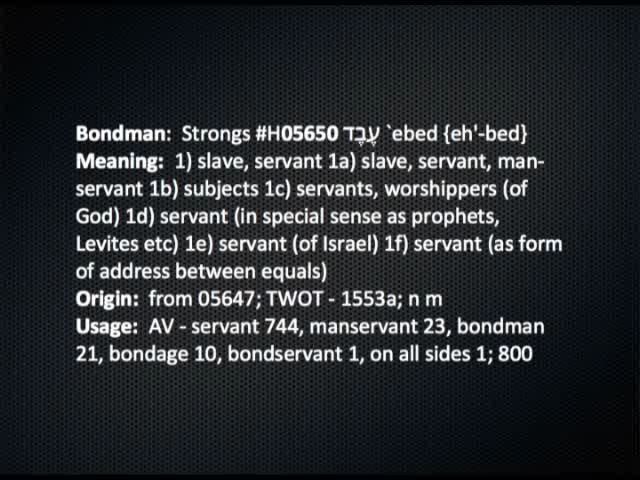 Bondman:  Strongs #H05650 עֶבֶד `ebed {eh'-bed}
Meaning:  1) slave, servant 1a) slave, servant, man-
servant 1b) subjects 1c) servants, worshippers (of
God) 1d) servant (in special sense as prophets,
Levites etc) 1e) servant (of Israel) 1f) servant (as form
of address between equals)
Origin:  from 05647; TWOT - 1553a; n m
Usage:  AV - servant 744, manservant 23, bondman
21, bondage 10, bondservant 1, on all sides 1; 800